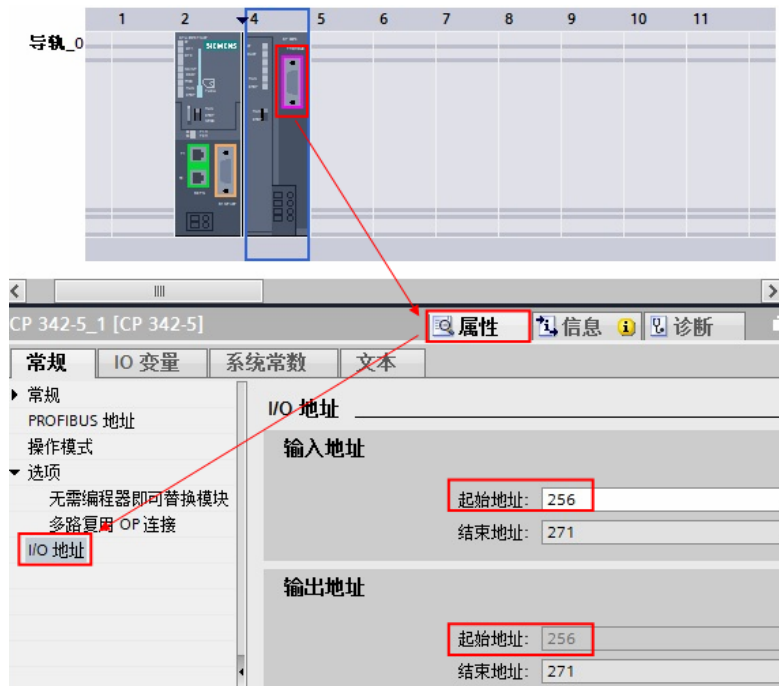 1 2 4 5 6 7 8 9 10 11
导轨_0
SIEMENS
CP 342-5_1 [CP 342-5]
属性 信息 诊断
常规 IO 变量 系统常数 文本
常规
PROFIBUS 地址
操作模式
选项
无需编程器即可替换模块
多路复用 OP 连接
I/O 地址
I/O 地址
输入地址
起始地址: 256
结束地址: 271
输出地址
起始地址: 256
结束地址: 271